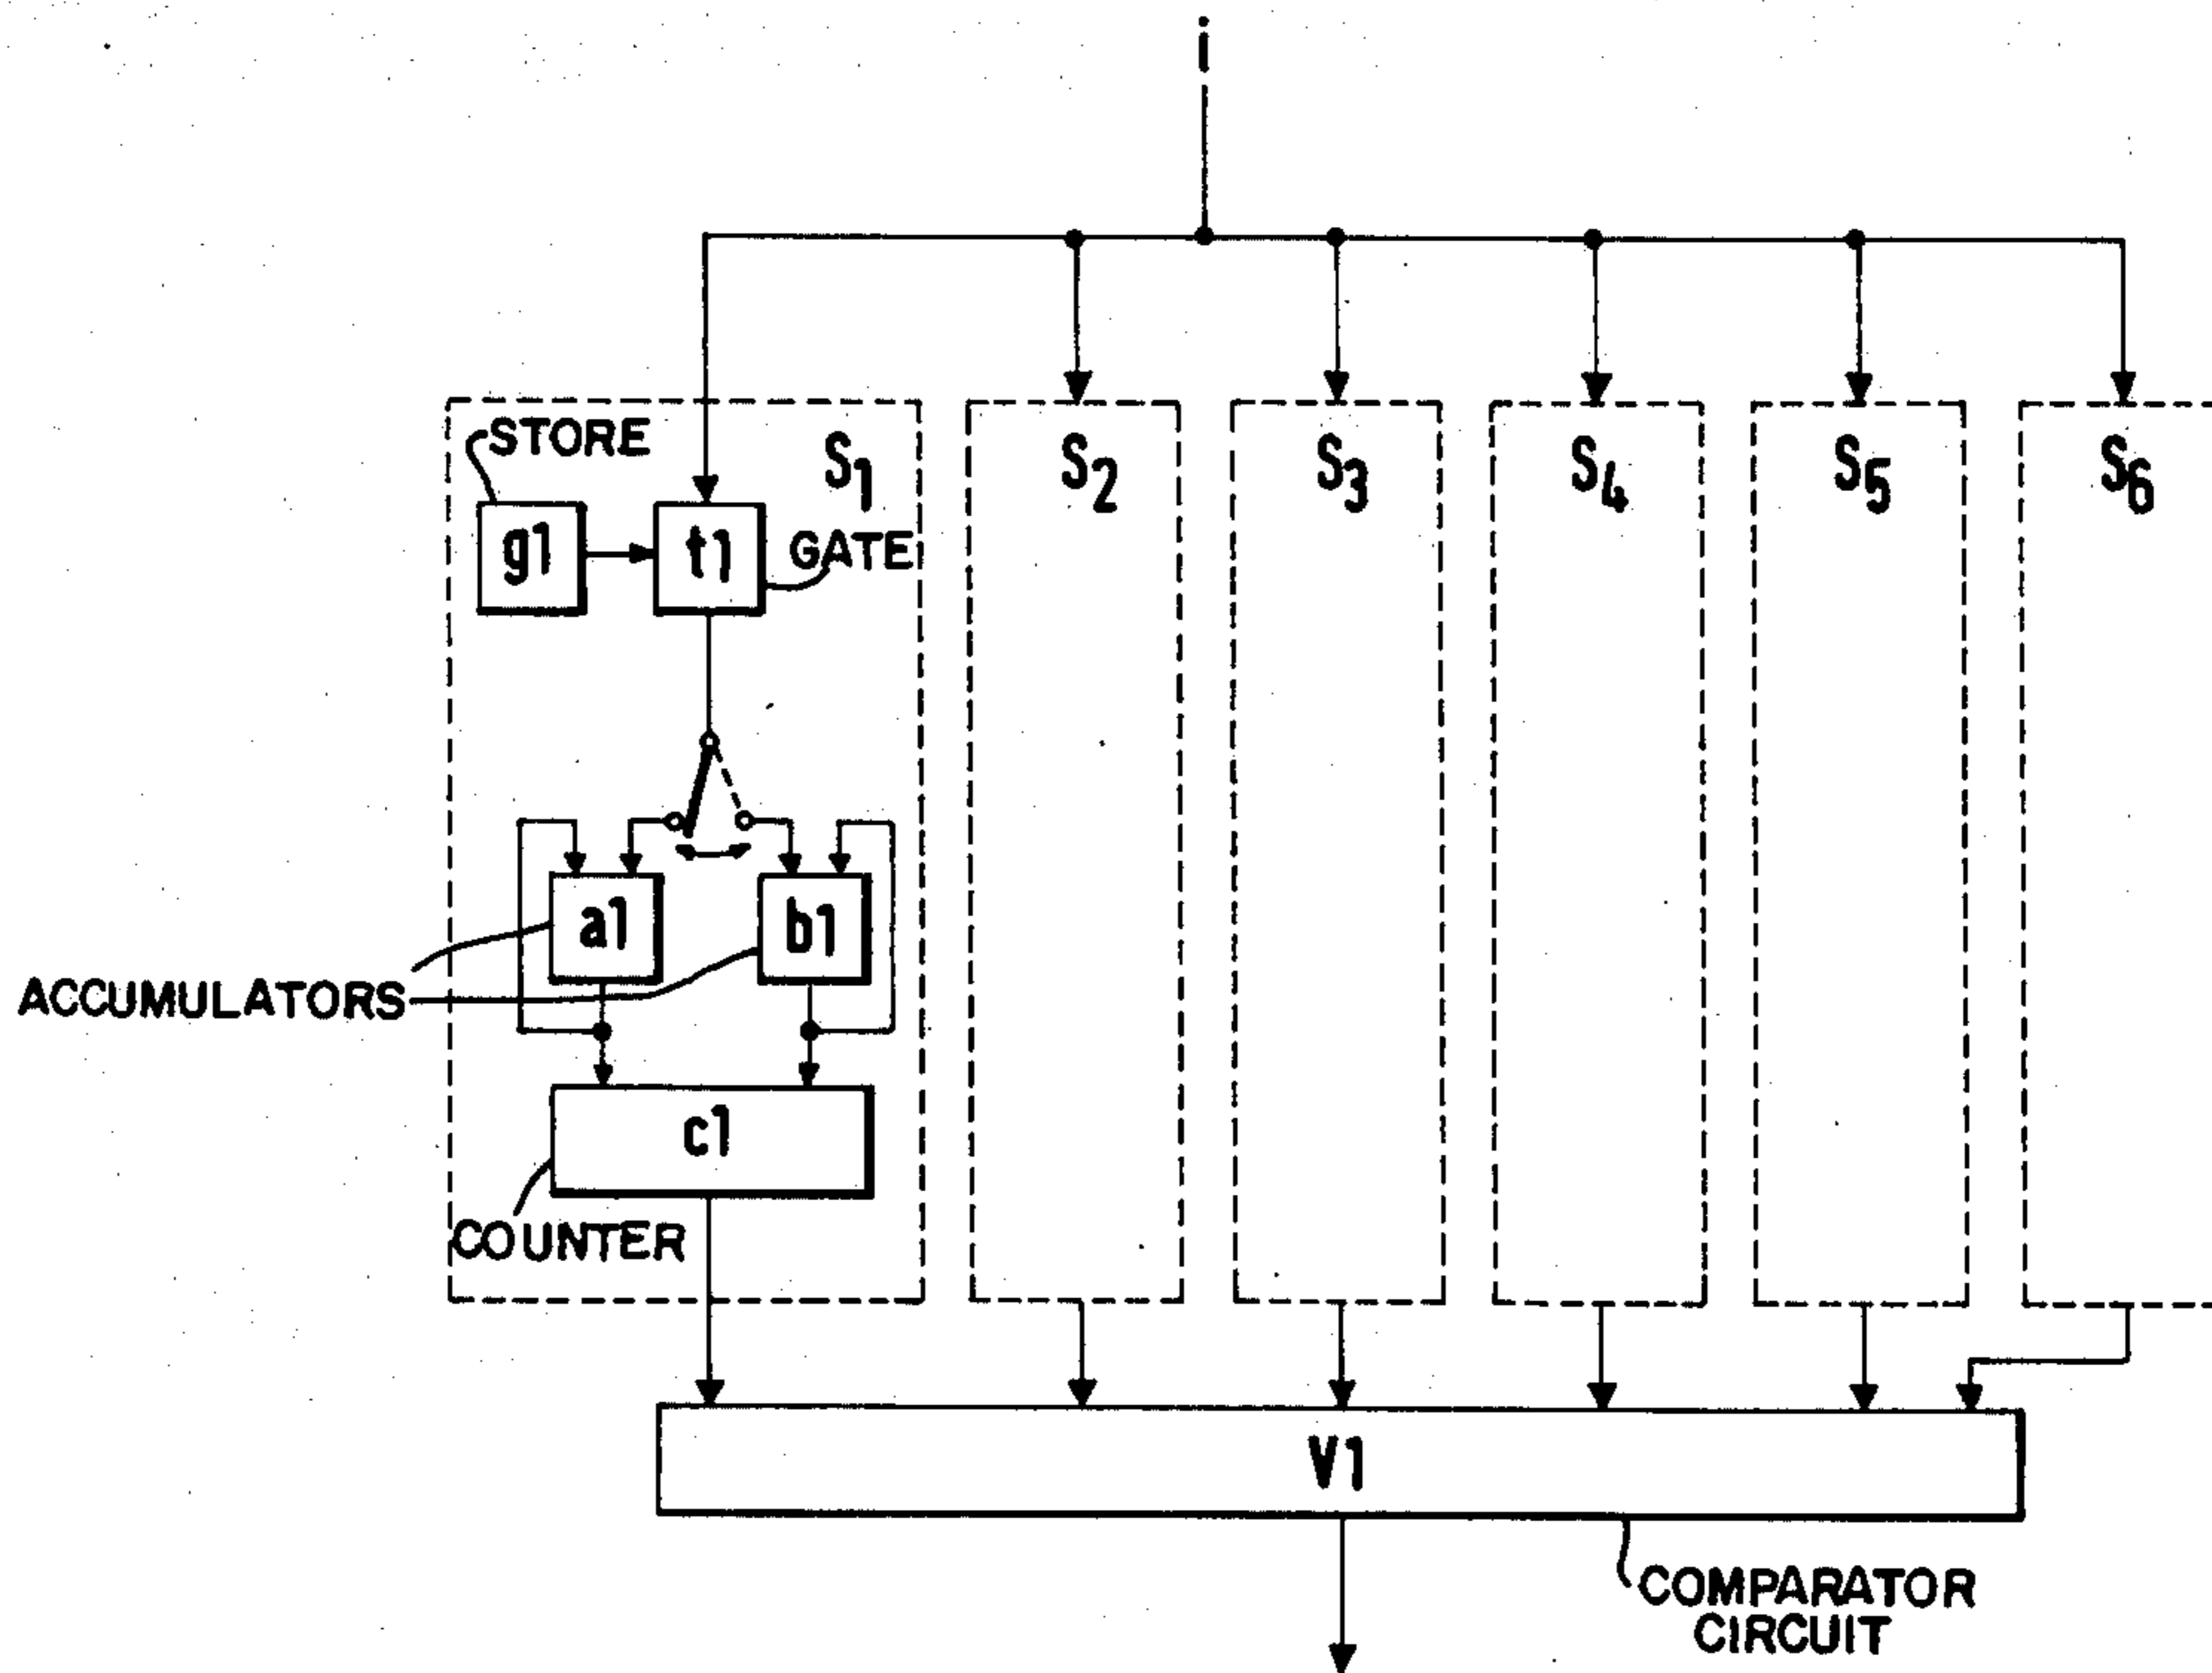 i
STORE
S1
S2
S3
S4
S5
S6
g1
t1
GATE
a1
b1
ACCUMULATORS
c1
COUNTER
V1
COMPARATOR
CIRCUIT